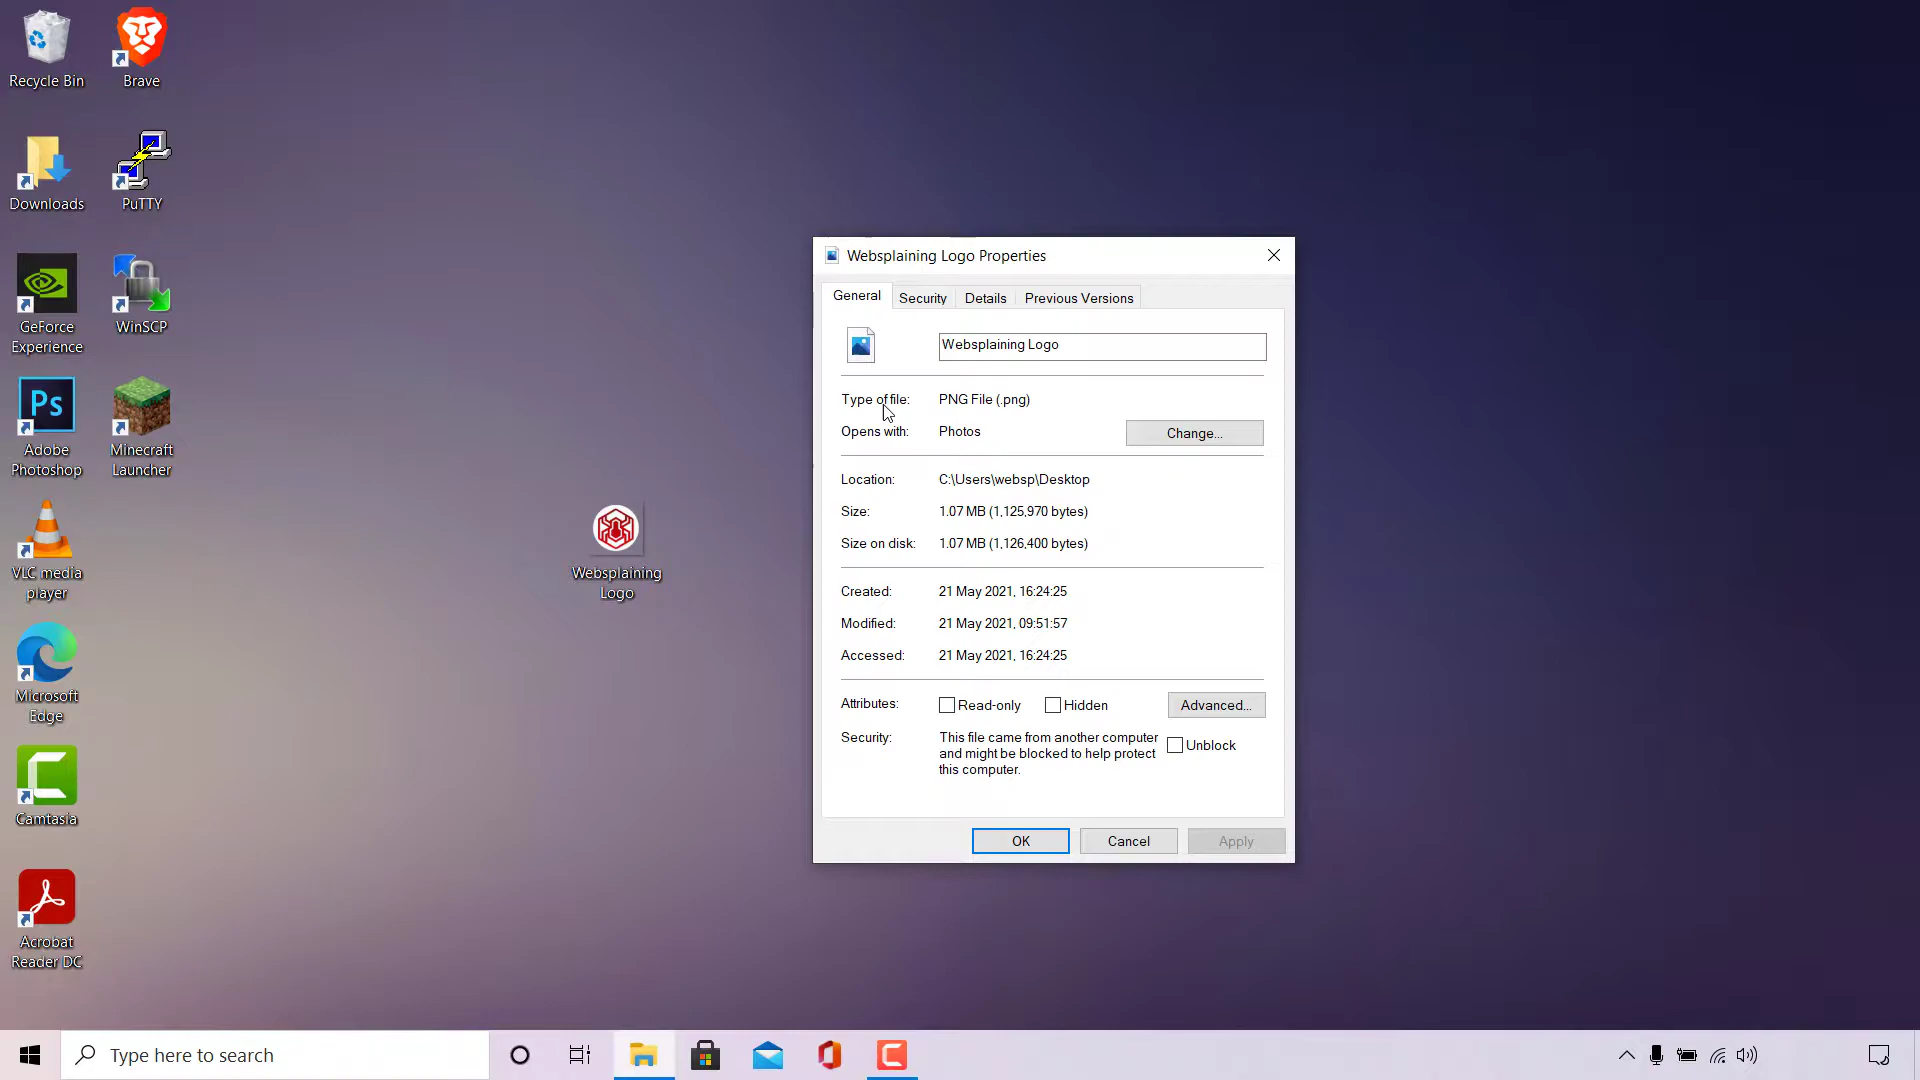 Recycle Bin
Brave
Downloads
PuTTY
GeForce
Experience
WinSCP
Ps
Adobe
Photoshop
Minecraft
Launcher
VLC media
player
Microsoft
Edge
Camtasia
Acrobat
Reader DC
Websplaining
Logo
Websplaining Logo Properties
General
Security
Details
Previous Versions
Websplaining Logo
Type of file:
PNG File (.png)
Opens with:
Photos
Change...
Location:
C:\Users\websp\Desktop
Size:
1.07 MB (1,125,970 bytes)
Size on disk:
1.07 MB (1,126,400 bytes)
Created:
21 May 2021, 16:24:25
Modified:
21 May 2021, 09:51:57
Accessed:
21 May 2021, 16:24:25
Attributes:
Read-only
Hidden
Advanced...
Security:
This file came from another computer
and might be blocked to help protect
this computer.
Unblock
OK
Cancel
Apply
Type here to search